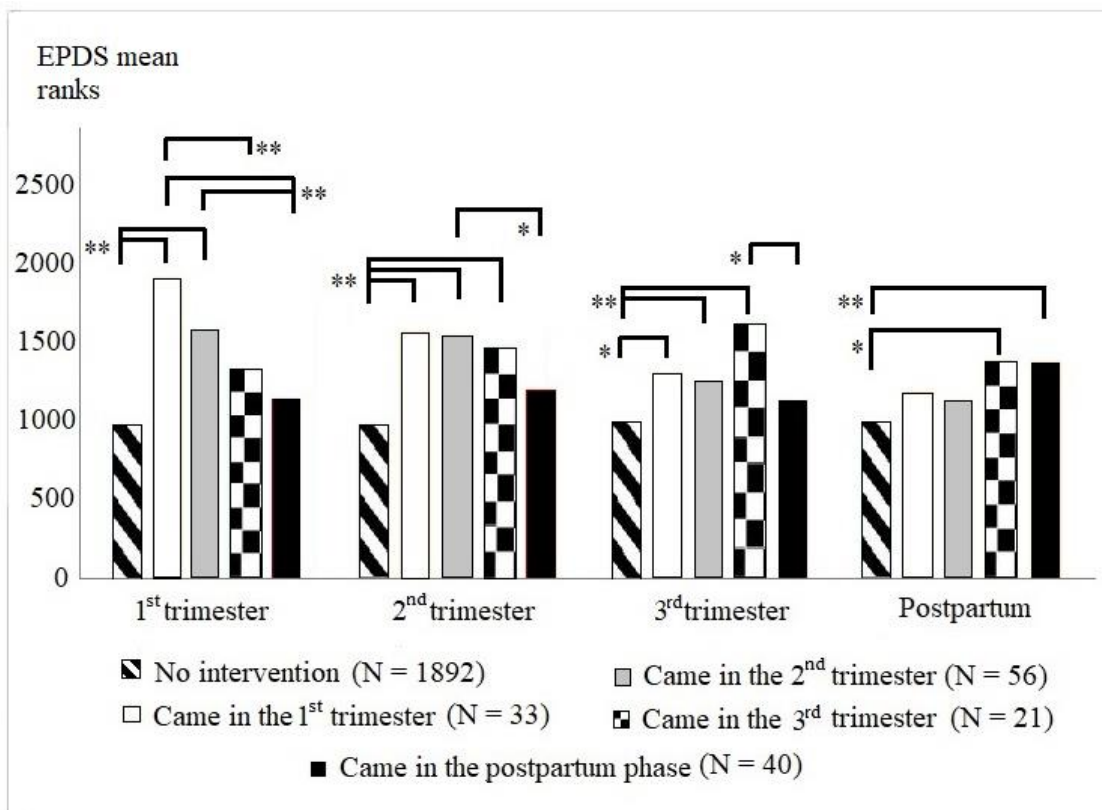 EPDS mean
ranks
2500
2000
1500
1000
500
0
**
**
**
**
*
*
**
*
**
*
1st trimester
2nd trimester
3rd trimester
Postpartum
No intervention (N = 1892)
Came in the 2nd trimester (N = 56)
Came in the 1st trimester (N = 33)
Came in the 3rd trimester (N = 21)
Came in the postpartum phase (N = 40)